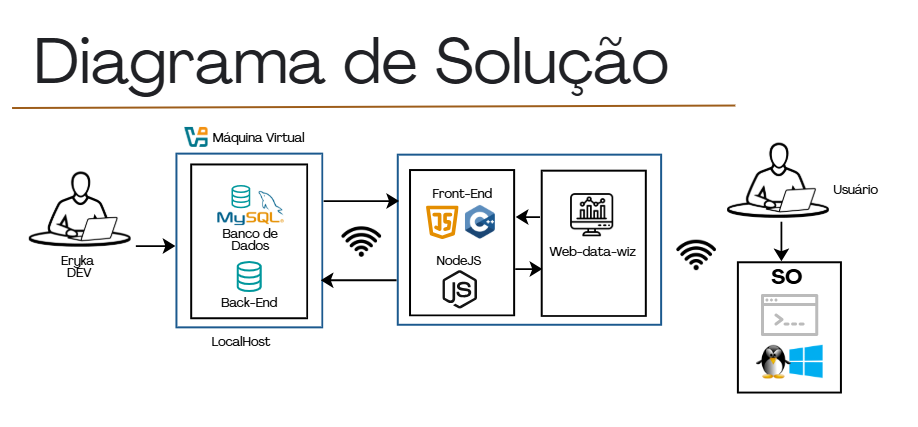 Diagrama de Solução
Máquina Virtual
MySQL
Banco de
Dados
Back-End
LocalHost
Eryka
DEV
Front-End
JS
C++
NodeJS
JS
Web-data-wiz
Usuário
SO
>_...